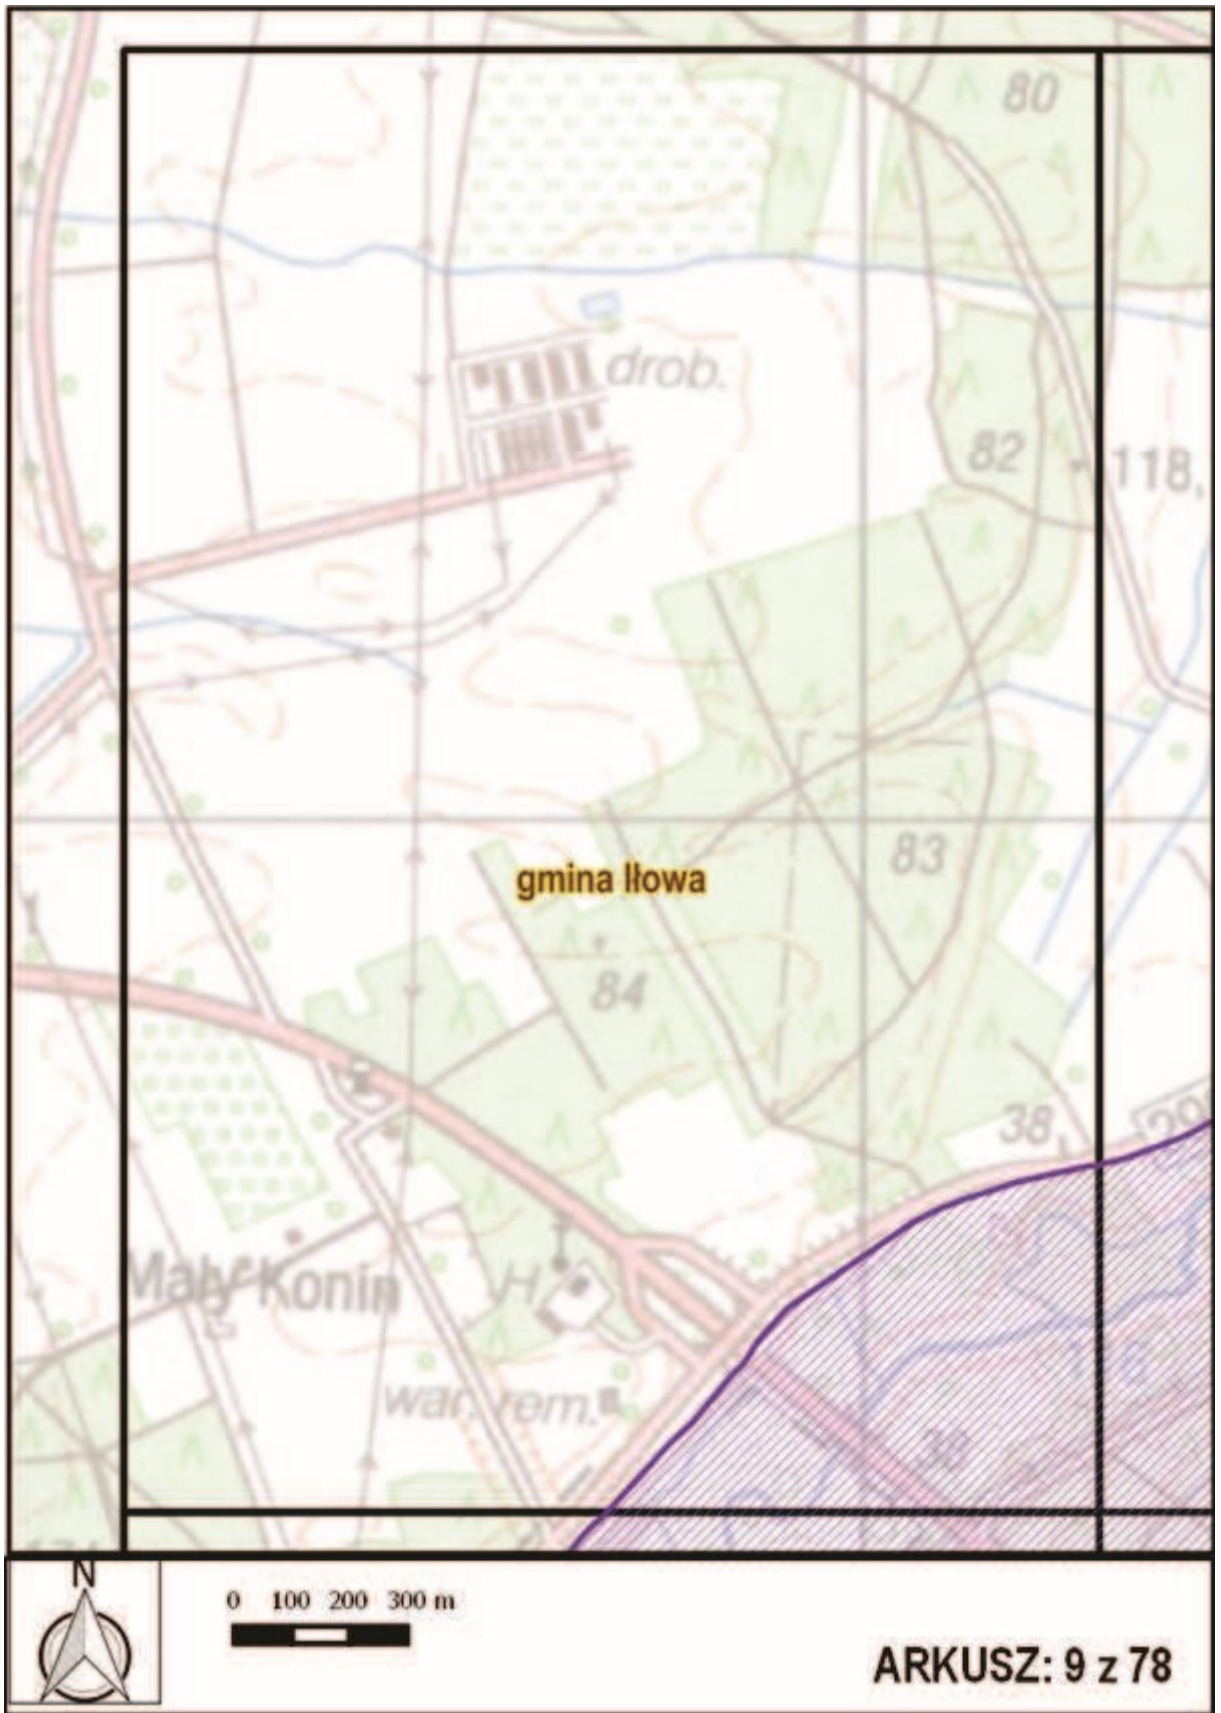 80
drob.
82
118,
83
gmina Iłowa
84
38
Mały Konin
H
war. rem.
38
N
0 100 200 300 m
ARKUSZ: 9 z 78